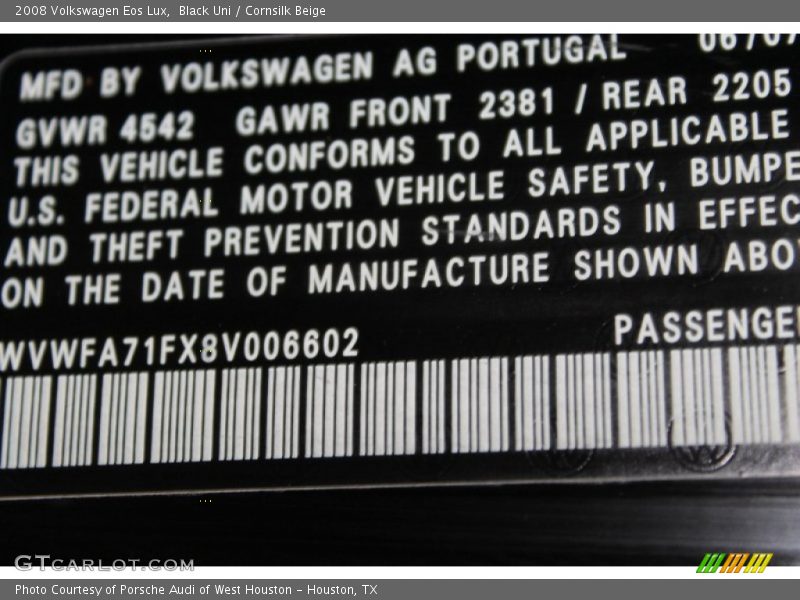 2008 Volkswagen Eos Lux, Black Uni / Cornsilk Beige
MFD BY VOLKSWAGEN AG PORTUGAL 06/07
GVWR 4542 GAWR FRONT 2381 / REAR 2205
THIS VEHICLE CONFORMS TO ALL APPLICABLE
U.S. FEDERAL MOTOR VEHICLE SAFETY, BUMPE
AND THEFT PREVENTION STANDARDS IN EFFEC
ON THE DATE OF MANUFACTURE SHOWN ABO
WVWFA71FX8V006602 PASSENGE
GTCARLOT.COM
Photo Courtesy of Porsche Audi of West Houston – Houston, TX